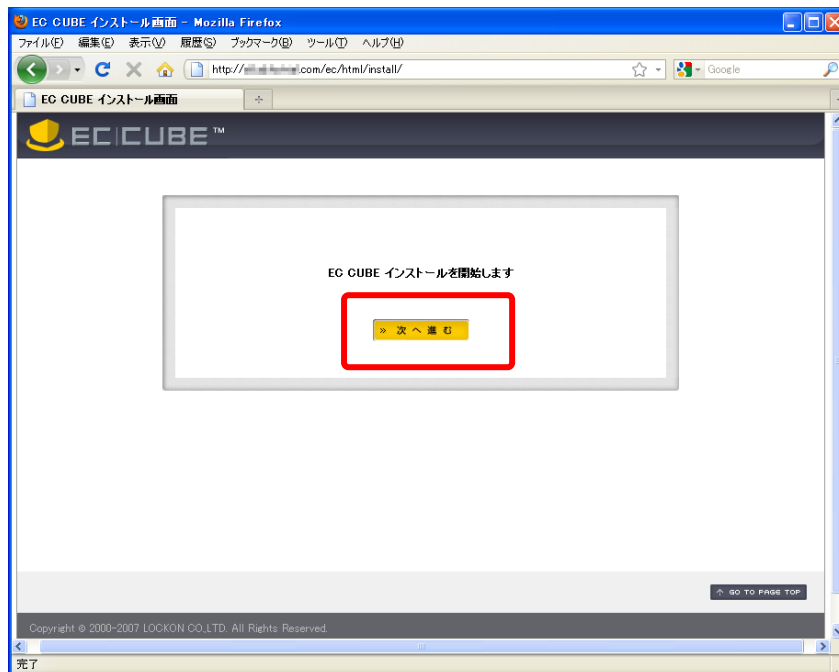 EC CUBE インストール画面 - Mozilla Firefox
ファイル(F) 編集(E) 表示(V) 履歴(S) ブックマーク(B) ツール(T) ヘルプ(H)
http:// .com/ec/html/install/ Google
EC CUBE インストール画面
EC CUBE™
EC CUBE インストールを開始します
» 次へ進む
GO TO PAGE TOP
Copyright © 2000-2007 LOCKON CO.,LTD. All Rights Reserved.
完了